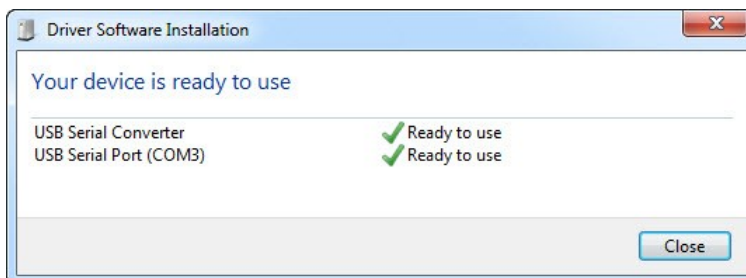 Driver Software Installation
Your device is ready to use
USB Serial Converter Ready to use
USB Serial Port (COM3) Ready to use
Close